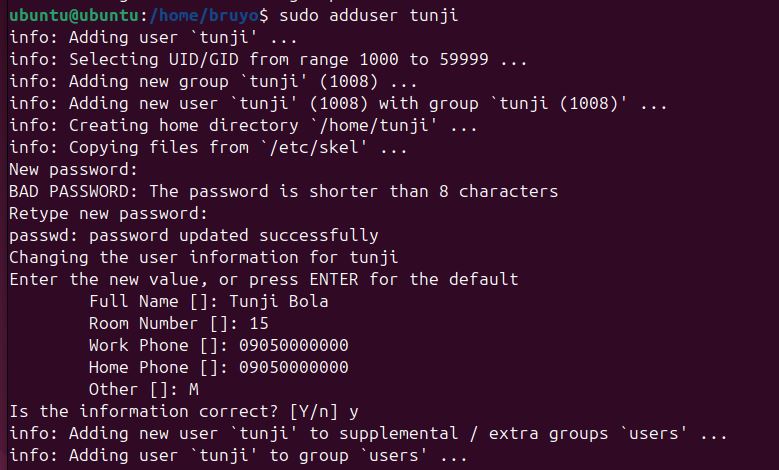 ubuntu@ubuntu:/home/bruyo$ sudo adduser tunji
info: Adding user `tunji' ...
info: Selecting UID/GID from range 1000 to 59999 ...
info: Adding new group `tunji' (1008) ...
info: Adding new user `tunji' (1008) with group `tunji (1008)' ...
info: Creating home directory `/home/tunji' ...
info: Copying files from `/etc/skel' ...
New password:
BAD PASSWORD: The password is shorter than 8 characters
Retype new password:
passwd: password updated successfully
Changing the user information for tunji
Enter the new value, or press ENTER for the default
        Full Name []: Tunji Bola
        Room Number []: 15
        Work Phone []: 09050000000
        Home Phone []: 09050000000
        Other []: M
Is the information correct? [Y/n] y
info: Adding new user `tunji' to supplemental / extra groups `users' ...
info: Adding user `tunji' to group `users' ...